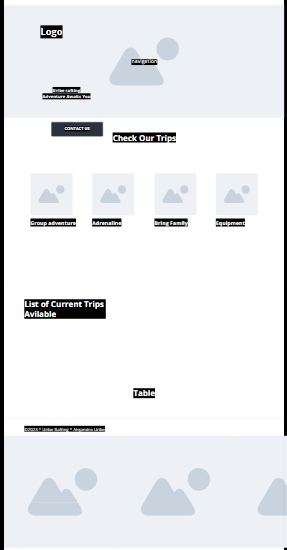 Logo
navigation
Uribe rafting
Adventure Awaits You
CONTACT US
Check Our Trips
Group adventure
Adrenaline
Bring Family
Equipment
List of Current Trips
Avilable
Table
©2023 * Uribe Rafting * Alejandro Uribe